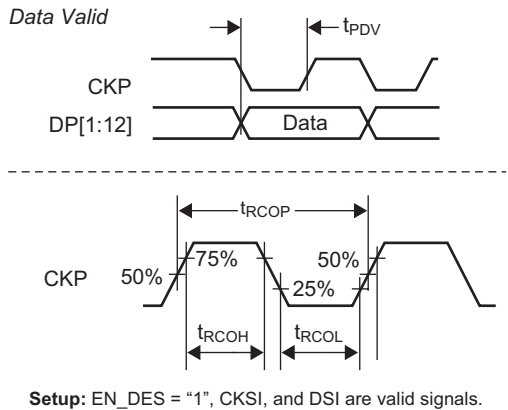 Data Valid
tPDV
CKP
DP[1:12]
Data
tRCOP
75%
50%
50%
CKP
25%
tRCOH
tRCOL
Setup: EN_DES = “1”, CKSI, and DSI are valid signals.